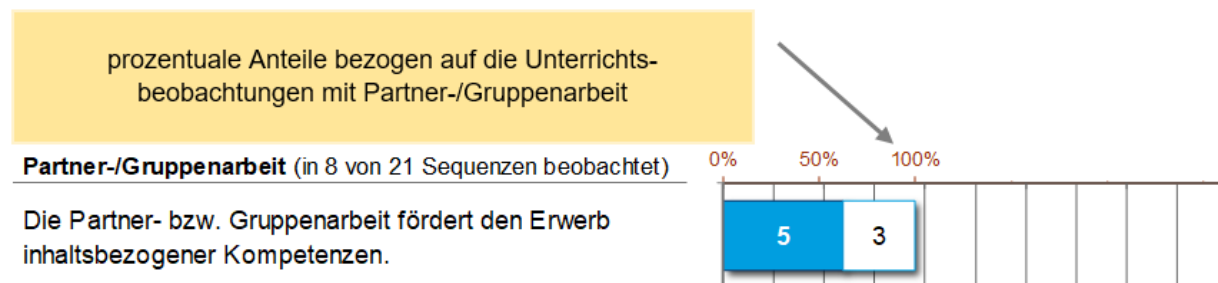 prozentuale Anteile bezogen auf die Unterrichts-
beobachtungen mit Partner-/Gruppenarbeit
Partner-/Gruppenarbeit (in 8 von 21 Sequenzen beobachtet)
0% 50% 100%
Die Partner- bzw. Gruppenarbeit fördert den Erwerb
inhaltsbezogener Kompetenzen.
5 3